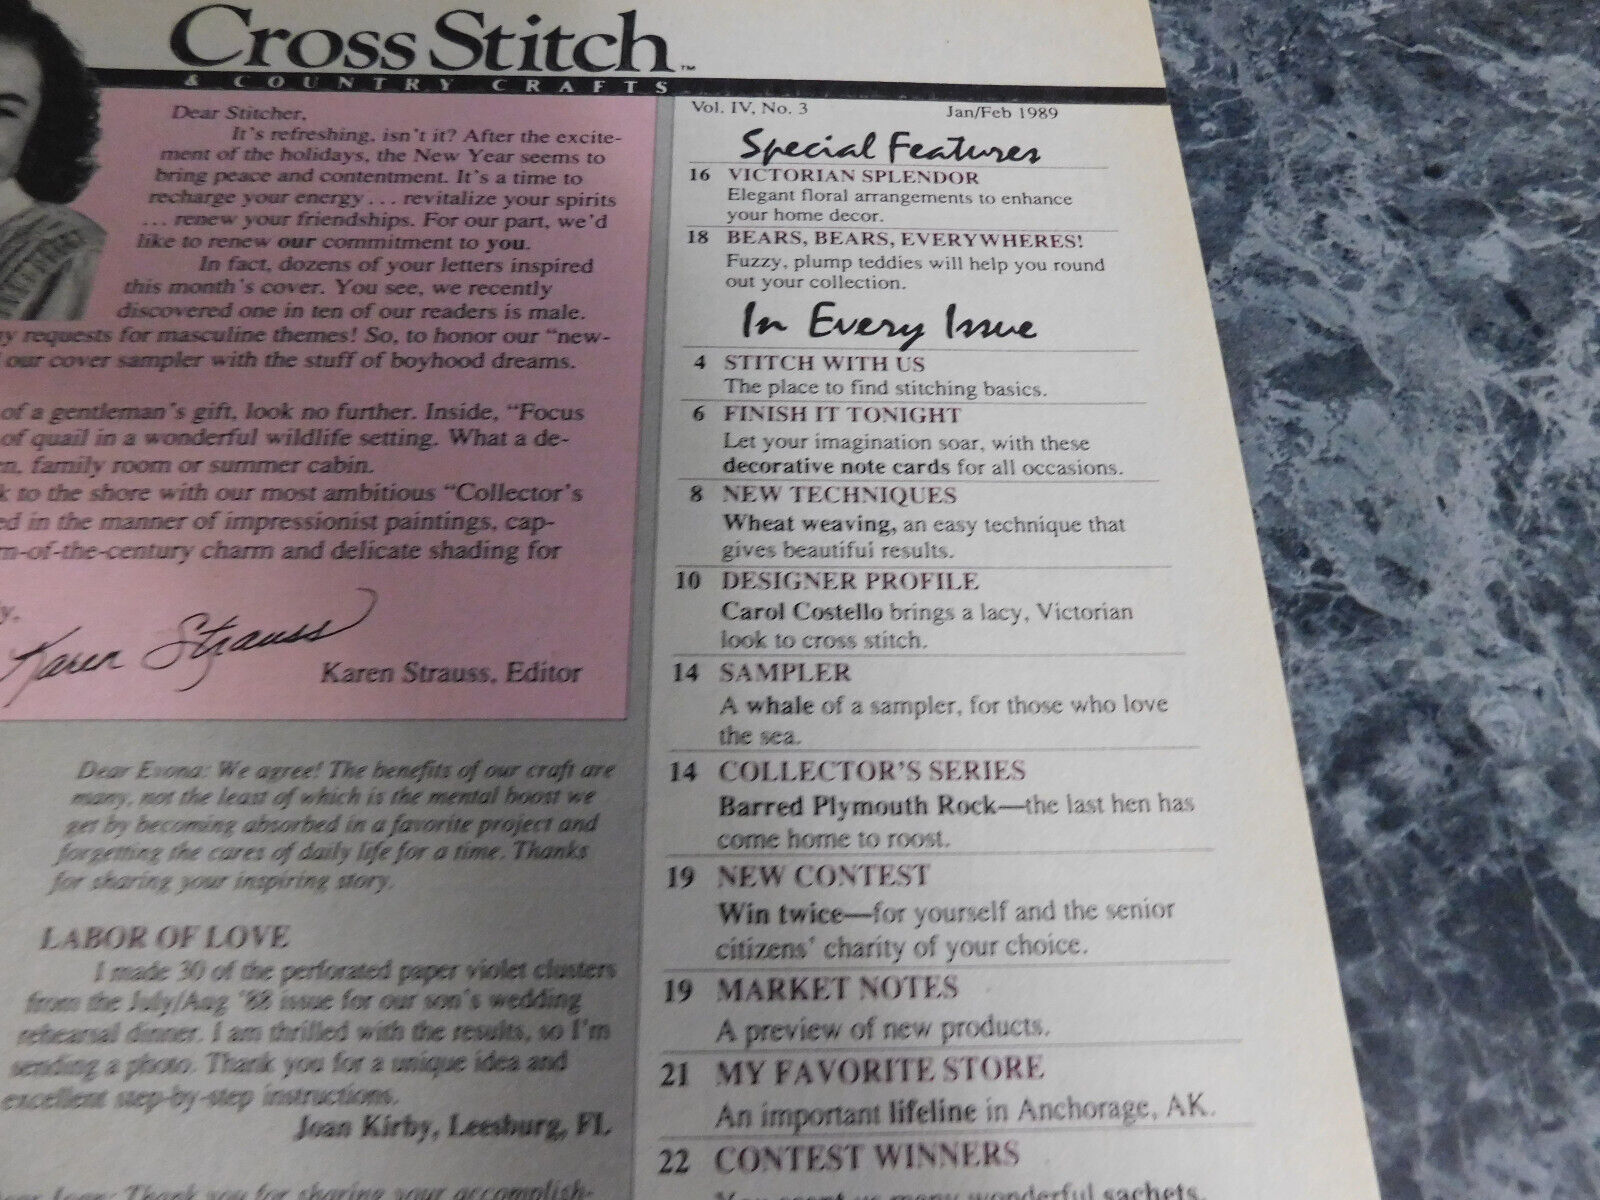 Cross Stitch™
& COUNTRY CRAFTS
Dear Stitcher,
It's refreshing, isn't it? After the excite-
ment of the holidays, the New Year seems to
bring peace and contentment. It's a time to
recharge your energy . . . revitalize your spirits
. . . renew your friendships. For our part, we'd
like to renew our commitment to you.
In fact, dozens of your letters inspired
this month's cover. You see, we recently
discovered one in ten of our readers is male.
requests for masculine themes! So, to honor our "new-
our cover sampler with the stuff of boyhood dreams.
of a gentleman's gift, look no further. Inside, "Focus
of quail in a wonderful wildlife setting. What a de-
family room or summer cabin.
to the shore with our most ambitious "Collector's
in the manner of impressionist paintings, cap-
-of-the-century charm and delicate shading for
Karen Strauss
Karen Strauss, Editor
Dear Evona: We agree! The benefits of our craft are
many, not the least of which is the mental boost we
get by becoming absorbed in a favorite project and
forgetting the cares of daily life for a time. Thanks
for sharing your inspiring story.
LABOR OF LOVE
I made 30 of the perforated paper violet clusters
from the July/Aug '88 issue for our son's wedding
rehearsal dinner. I am thrilled with the results, so I'm
sending a photo. Thank you for a unique idea and
excellent step-by-step instructions.
Joan Kirby, Leesburg, FL
Thank you for sharing your accomplish-
Vol. IV, No. 3 Jan/Feb 1989
Special Features
16 VICTORIAN SPLENDOR
Elegant floral arrangements to enhance
your home decor.
18 BEARS, BEARS, EVERYWHERES!
Fuzzy, plump teddies will help you round
out your collection.
In Every Issue
4 STITCH WITH US
The place to find stitching basics.
6 FINISH IT TONIGHT
Let your imagination soar, with these
decorative note cards for all occasions.
8 NEW TECHNIQUES
Wheat weaving, an easy technique that
gives beautiful results.
10 DESIGNER PROFILE
Carol Costello brings a lacy, Victorian
look to cross stitch.
14 SAMPLER
A whale of a sampler, for those who love
the sea.
14 COLLECTOR'S SERIES
Barred Plymouth Rock—the last hen has
come home to roost.
19 NEW CONTEST
Win twice—for yourself and the senior
citizens' charity of your choice.
19 MARKET NOTES
A preview of new products.
21 MY FAVORITE STORE
An important lifeline in Anchorage, AK.
22 CONTEST WINNERS
You sent us many wonderful sachets.